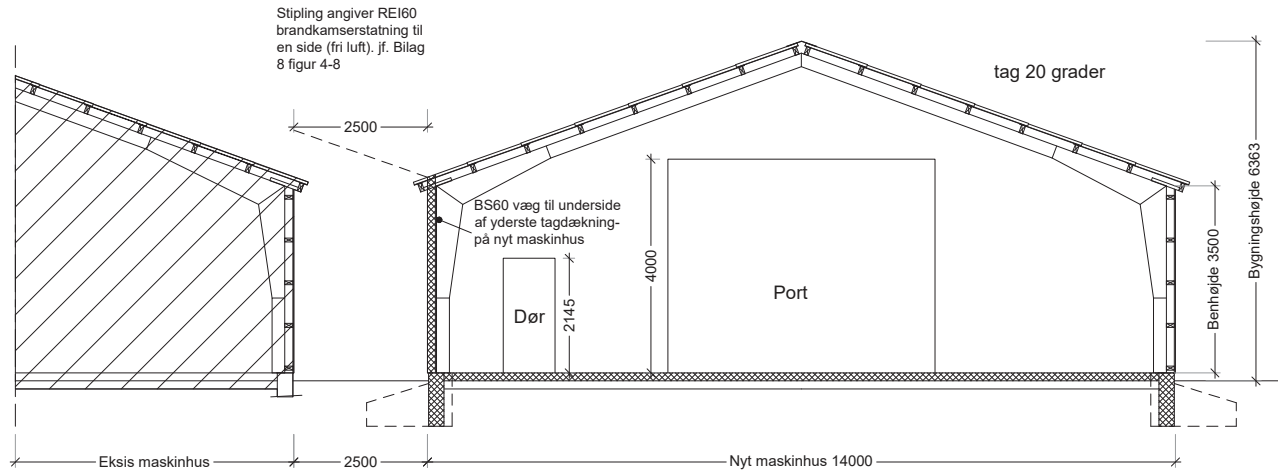 Stipling angiver REI60
brandkamserstatning til
en side (fri luft). jf. Bilag
8 figur 4-8
tag 20 grader
2500
BS60 væg til underside
af yderste tagdækning-
på nyt maskinhus
Dør
2145
4000
Port
Benhøjde 3500
Bygningshøjde 6363
Eksis maskinhus
2500
Nyt maskinhus 14000